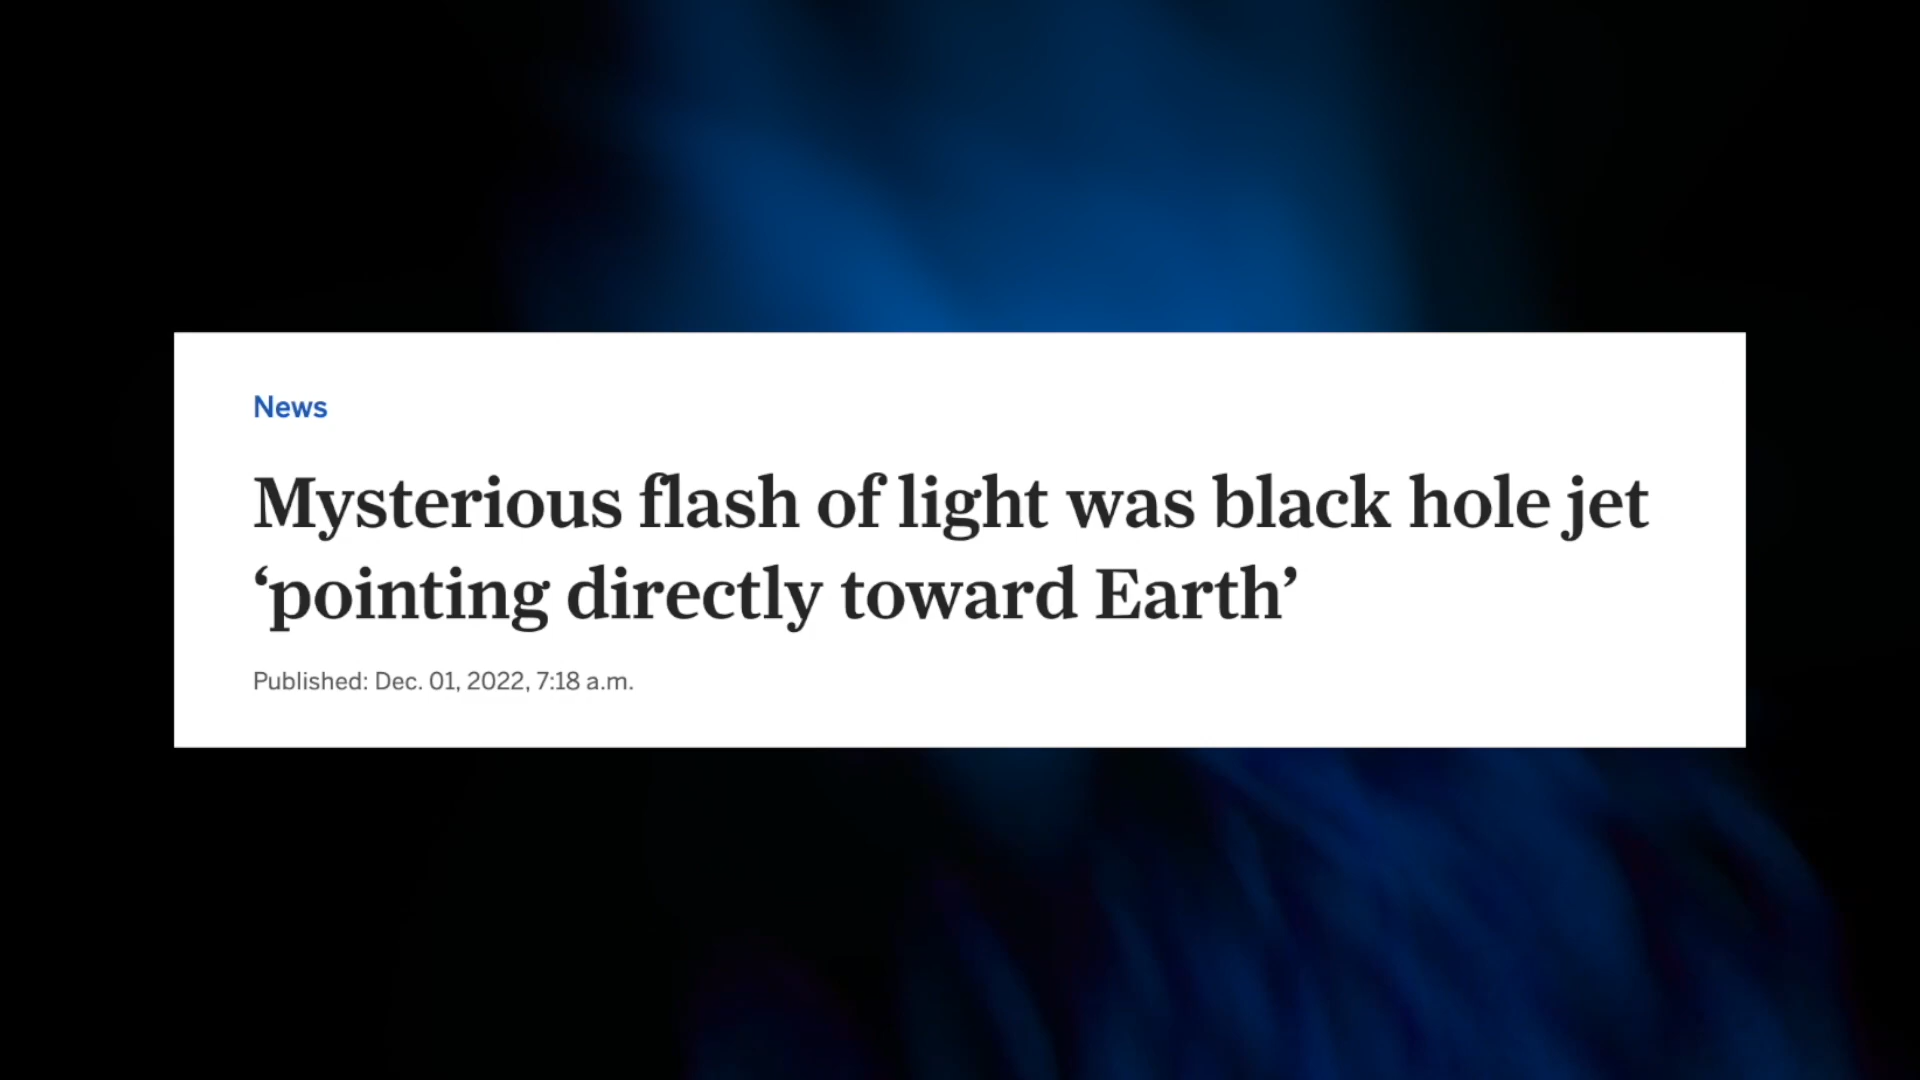 News
Mysterious flash of light was black hole jet
‘pointing directly toward Earth’
Published: Dec. 01, 2022, 7:18 a.m.